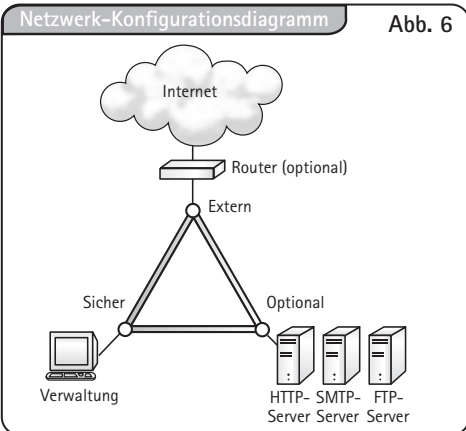 Netzwerk-Konfigurationsdiagramm
Abb. 6
Internet
Router (optional)
Extern
Sicher
Optional
Verwaltung
HTTP- SMTP- FTP-
Server Server Server